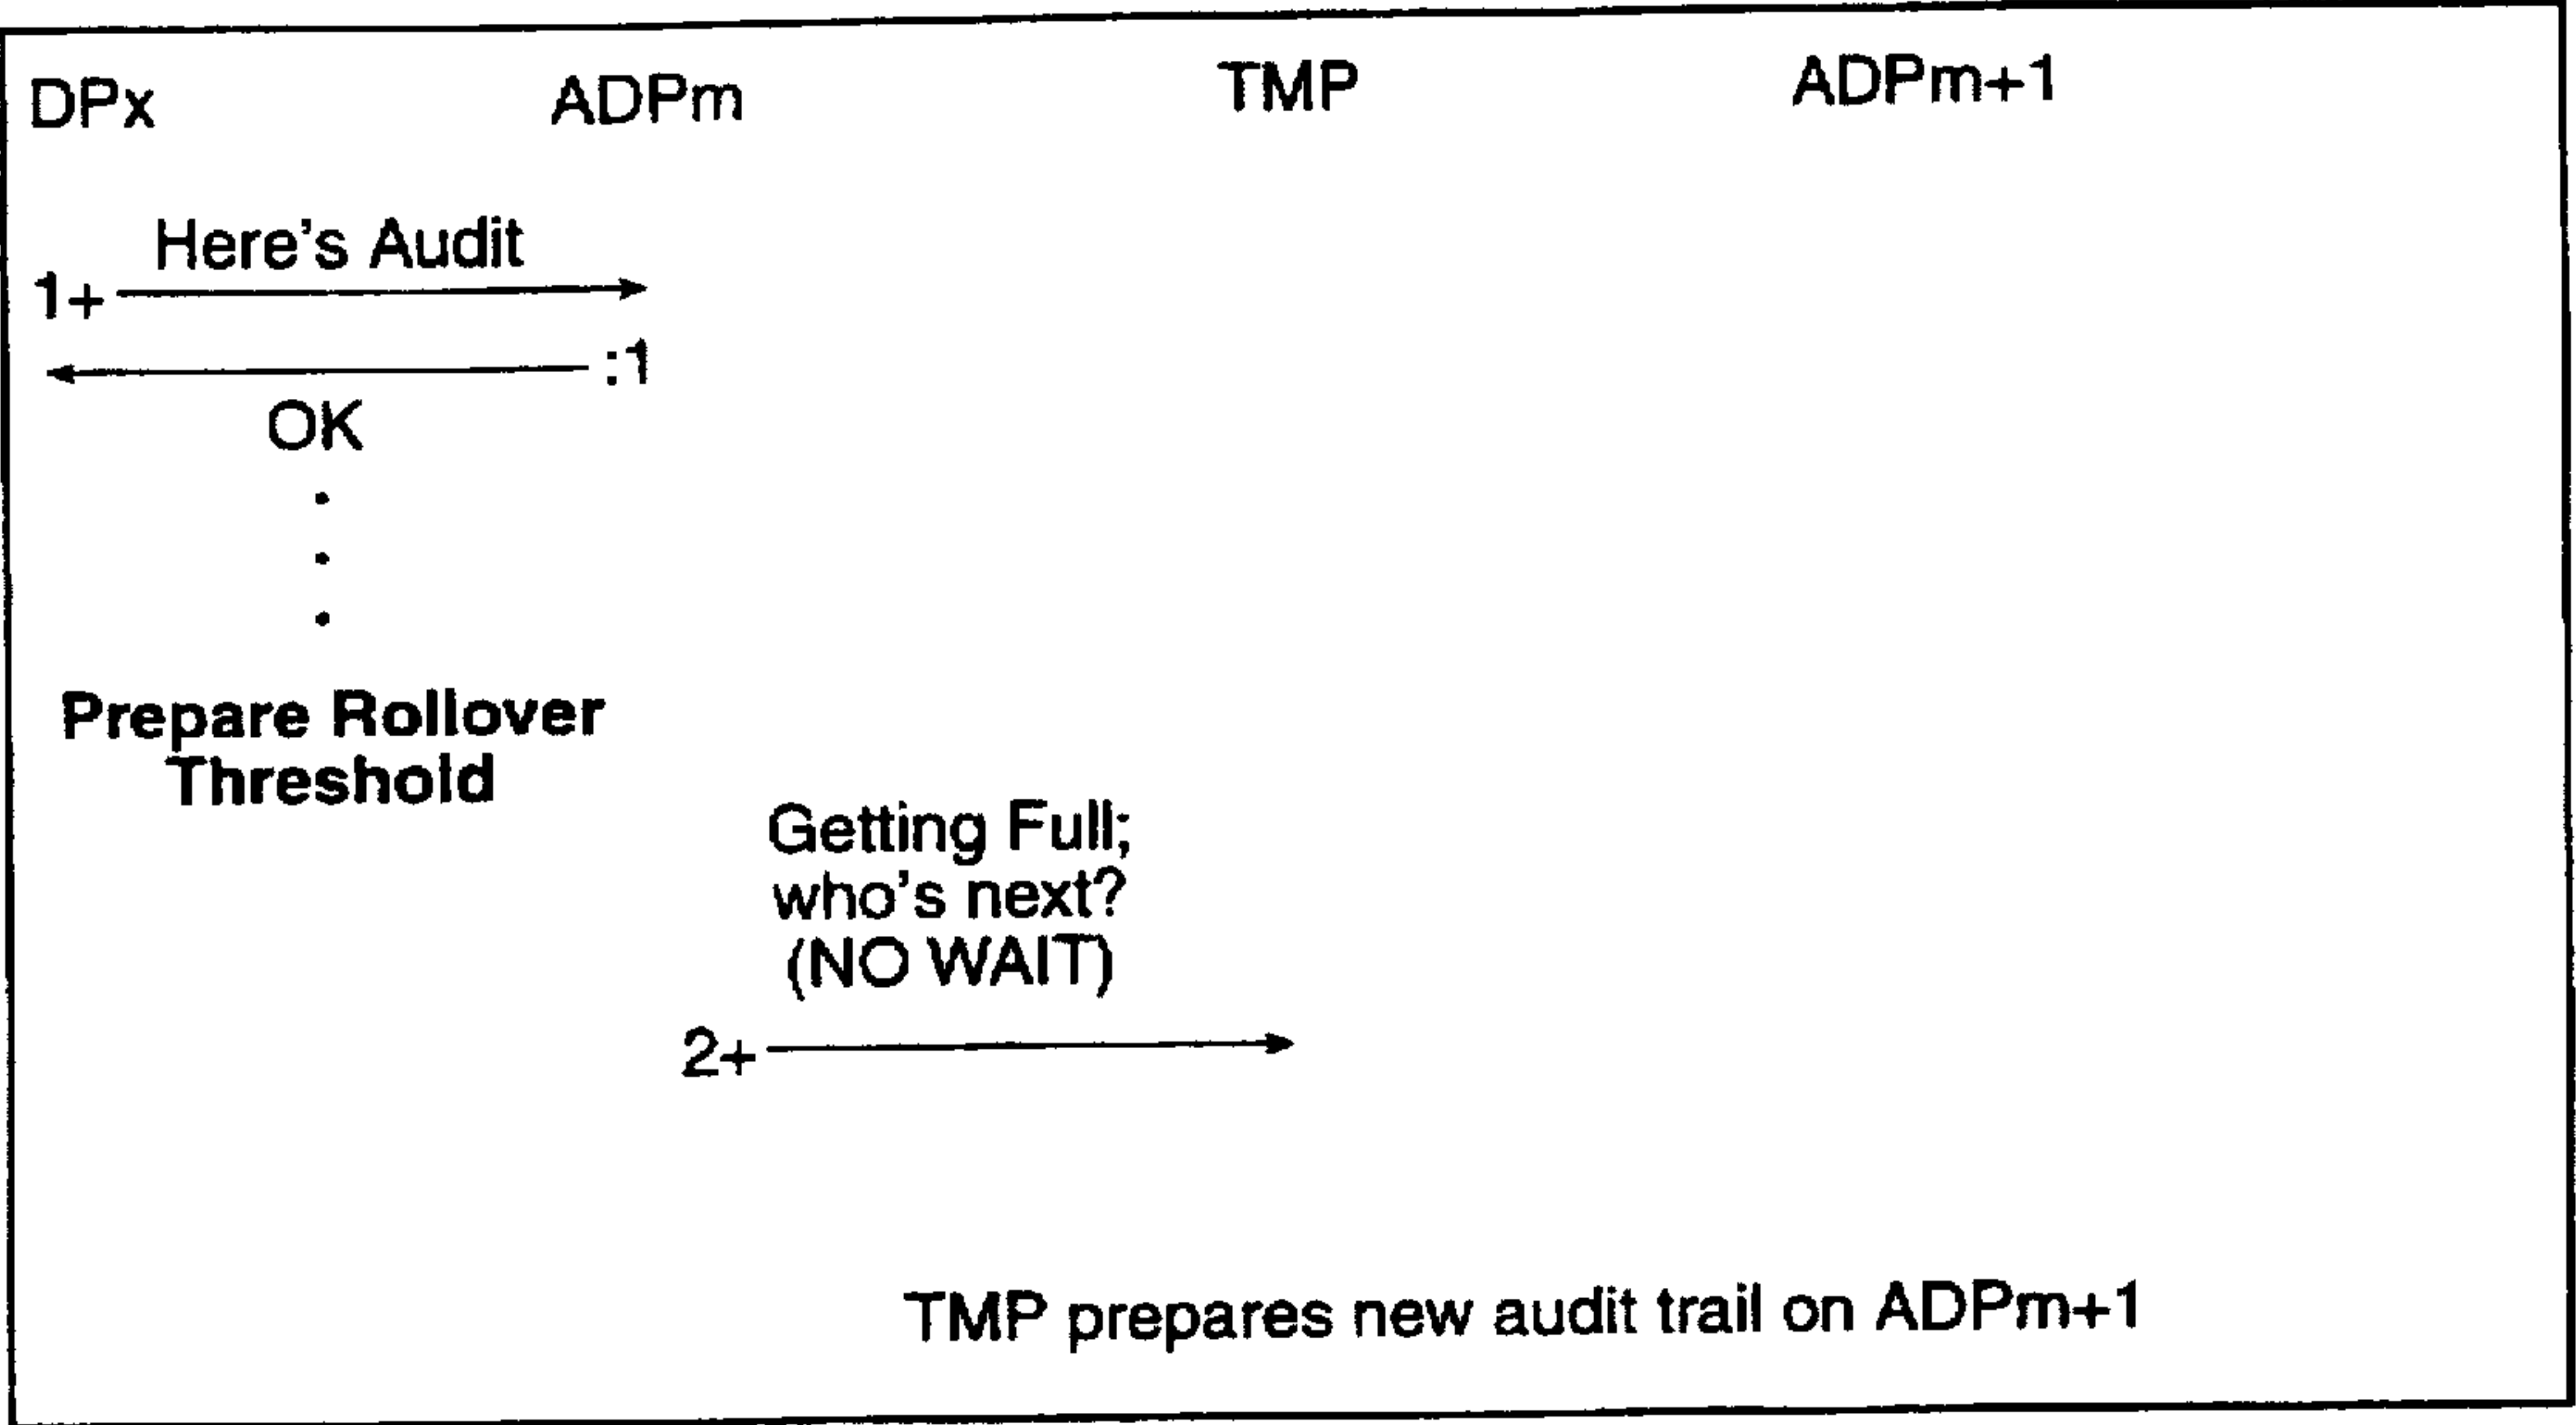 DPx ADPm TMP ADPm+1
Here's Audit
1+
:1
OK
Prepare Rollover
Threshold
Getting Full;
who's next?
(NO WAIT)
2+
TMP prepares new audit trail on ADPm+1